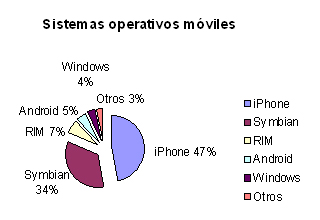 Sistemas operativos móviles
Windows
4%
Otros 3%
Android 5%
RIM 7%
Symbian
34%
iPhone 47%
iPhone
Symbian
RIM
Android
Windows
Otros